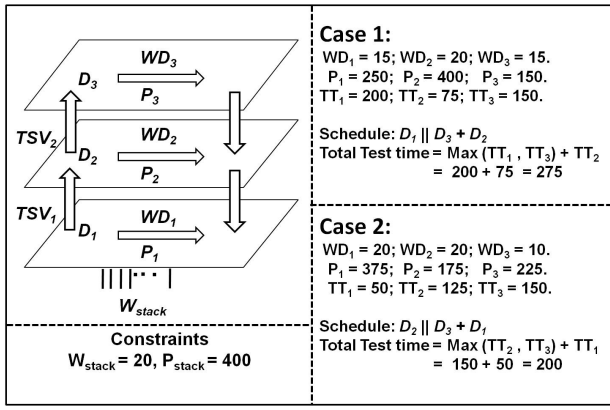 WD₃
D₃
P₃
TSV₂
WD₂
D₂
P₂
TSV₁
WD₁
D₁
P₁
W_stack
Constraints
W_stack = 20, P_stack = 400
Case 1:
WD₁ = 15; WD₂ = 20; WD₃ = 15.
P₁ = 250; P₂ = 400; P₃ = 150.
TT₁ = 200; TT₂ = 75; TT₃ = 150.
Schedule: D₁ || D₃ + D₂
Total Test time = Max (TT₁ , TT₃) + TT₂
= 200 + 75 = 275
Case 2:
WD₁ = 20; WD₂ = 20; WD₃ = 10.
P₁ = 375; P₂ = 175; P₃ = 225.
TT₁ = 50; TT₂ = 125; TT₃ = 150.
Schedule: D₂ || D₃ + D₁
Total Test time = Max (TT₂ , TT₃) + TT₁
= 150 + 50 = 200